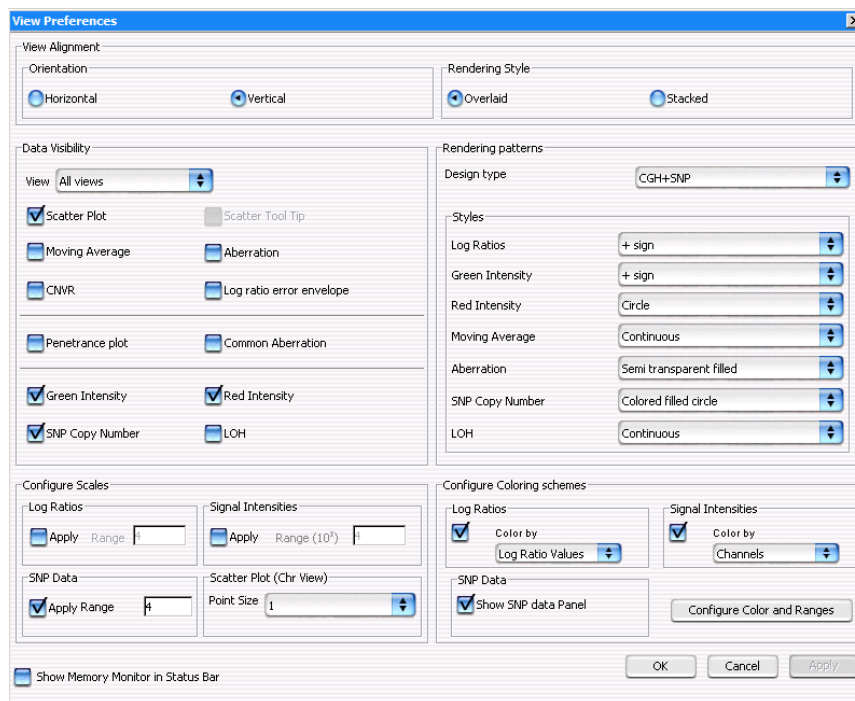 View Preferences
View Alignment
Orientation
Horizontal
Vertical
Rendering Style
Overlaid
Stacked
Data Visibility
View All views
Scatter Plot
Scatter Tool Tip
Moving Average
Aberration
CNVR
Log ratio error envelope
Penetrance plot
Common Aberration
Green Intensity
Red Intensity
SNP Copy Number
LOH
Rendering patterns
Design type CGH+SNP
Styles
Log Ratios + sign
Green Intensity + sign
Red Intensity Circle
Moving Average Continuous
Aberration Semi transparent filled
SNP Copy Number Colored filled circle
LOH Continuous
Configure Scales
Log Ratios
Apply Range 4
Signal Intensities
Apply Range (10ˣ) 4
SNP Data
Apply Range 4
Scatter Plot (Chr View)
Point Size 1
Configure Coloring schemes
Log Ratios
Color by
Log Ratio Values
Signal Intensities
Color by
Channels
SNP Data
Show SNP data Panel
Configure Color and Ranges
Show Memory Monitor in Status Bar
OK
Cancel
Apply